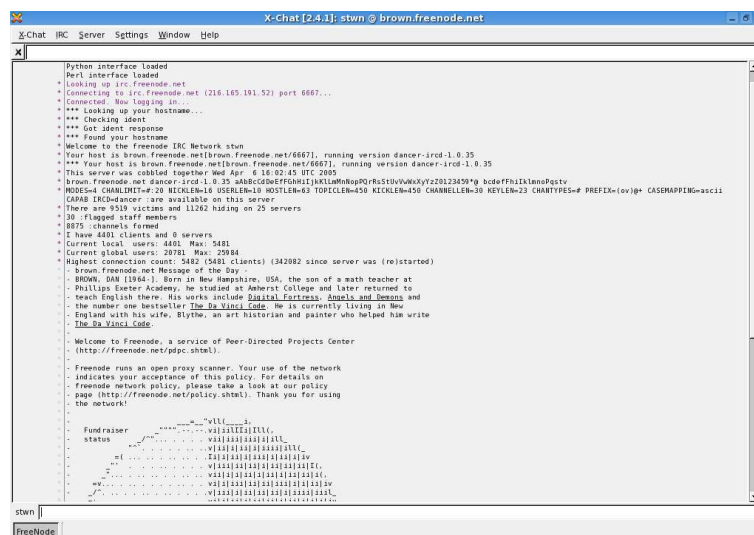 X-Chat [2.4.1]: stwn @ brown.freenode.net
X-Chat IRC Server Settings Window Help
X
Python interface loaded
Perl interface loaded
* Looking up irc.freenode.net
* Connecting to irc.freenode.net (216.165.191.52) port 6667...
* Connected. Now logging in...
* *** Looking up your hostname...
* *** Checking ident
* *** Got ident response
* *** Found your hostname
* Welcome to the freenode IRC Network stwn
* Your host is brown.freenode.net[brown.freenode.net/6667], running version dancer-ircd-1.0.35
* *** Your host is brown.freenode.net[brown.freenode.net/6667], running version dancer-ircd-1.0.35
* This server was cobbled together Wed Apr 6 16:02:45 UTC 2005
* brown.freenode.net dancer-ircd-1.0.35 aAbBcCdDeEfFGhHiIjkKlLmMnNopPQrRsStUvVwWxXyYzZ0123459*@ bcdefFhiIklmnoPqstv
* MODES=4 CHANLIMIT=#:20 NICKLEN=16 USERLEN=10 HOSTLEN=63 TOPICLEN=450 KICKLEN=450 CHANNELLEN=30 KEYLEN=23 CHANTYPES=# PREFIX=(ov)@+ CASEMAPPING=ascii
CAPAB IRCD=dancer :are available on this server
* There are 9519 victims and 11262 hiding on 25 servers
* 30 :flagged staff members
* 8875 :channels formed
* I have 4401 clients and 0 servers
* Current local users: 4401 Max: 5481
* Current global users: 20781 Max: 25984
* Highest connection count: 5482 (5481 clients) (342082 since server was (re)started)
- brown.freenode.net Message of the Day -
- BROWN, DAN [1964-]. Born in New Hampshire, USA, the son of a math teacher at
- Phillips Exeter Academy, he studied at Amherst College and later returned to
- teach English there. His works include Digital Fortress, Angels and Demons and
- the number one bestseller The Da Vinci Code. He is currently living in New
- England with his wife, Blythe, an art historian and painter who helped him write
- The Da Vinci Code.
-
- Welcome to Freenode, a service of Peer-Directed Projects Center
- (http://freenode.net/pdpc.shtml).
-
- Freenode runs an open proxy scanner. Your use of the network
- indicates your acceptance of this policy. For details on
- freenode network policy, please take a look at our policy
- page (http://freenode.net/policy.shtml). Thank you for using
- the network!
-
- Fundraiser
- status
stwn
FreeNode